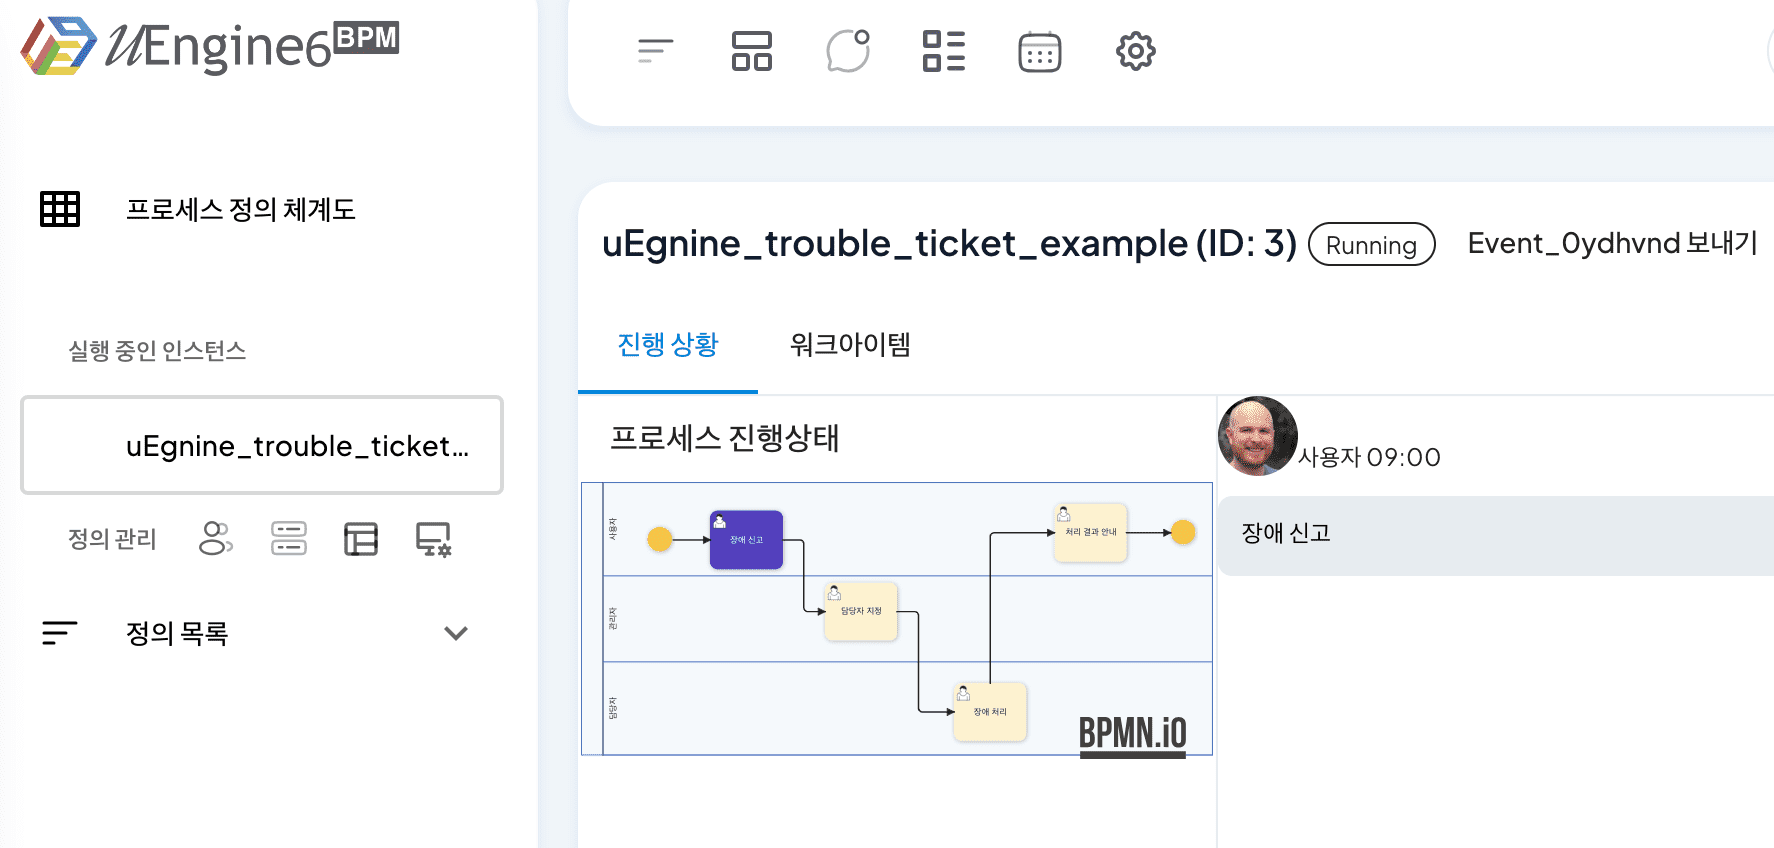 uEngine6 BPM
프로세스 정의 체계도
실행 중인 인스턴스
uEgnine_trouble_ticket...
정의 관리
정의 목록
uEgnine_trouble_ticket_example (ID: 3) Running Event_0ydhvnd 보내기
진행 상황 워크아이템
프로세스 진행상태
사용자
장애 신고
처리 결과 안내
관리자
담당자 지정
담당자
장애 처리
BPMN.iO
사용자 09:00
장애 신고